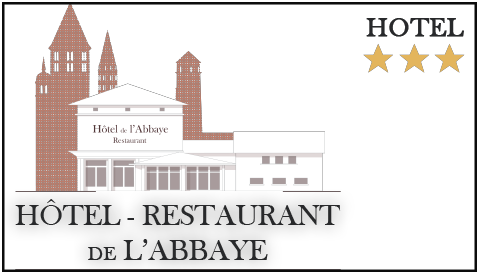 HOTEL
Hôtel de l'Abbaye
Restaurant
HÔTEL - RESTAURANT
DE L'ABBAYE